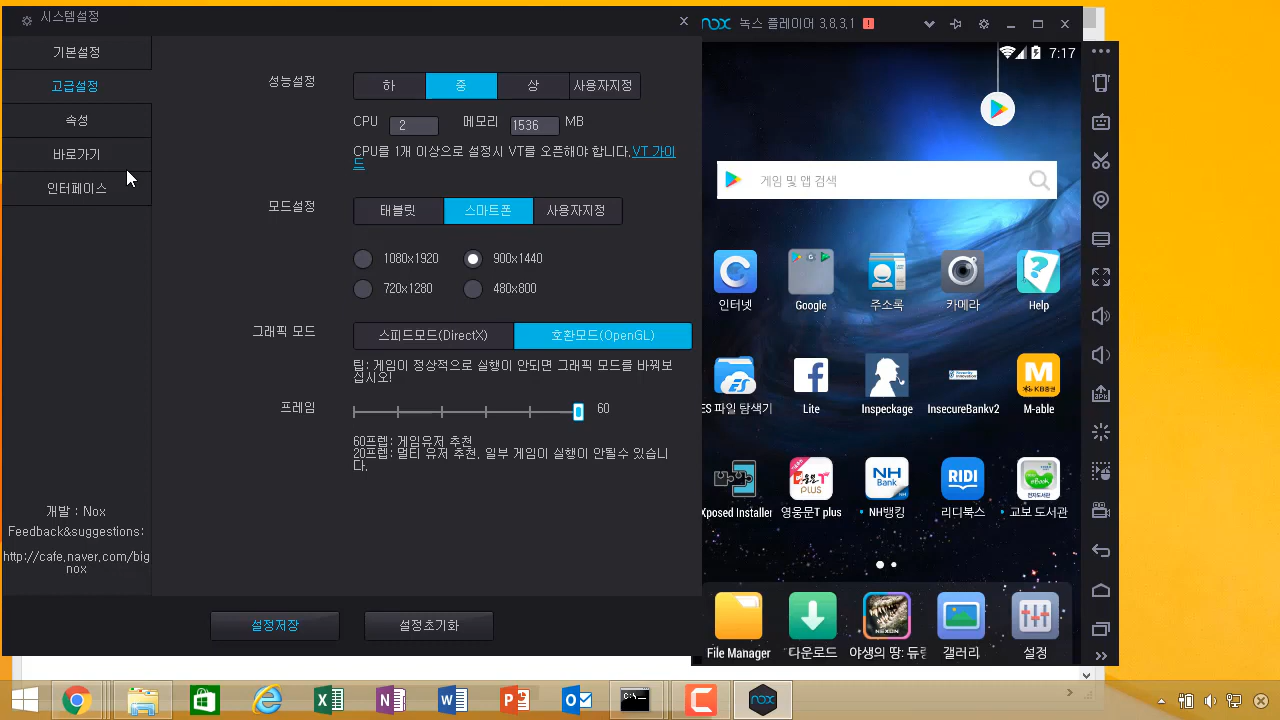 시스템설정
기본설정
고급설정
속성
바로가기
인터페이스
개발 : Nox
Feedback&suggestions:
http://cafe.naver.com/big
nox
성능설정
하
중
상
사용자지정
CPU
2
메모리
1536
MB
CPU를 1개 이상으로 설정시 VT를 오픈해야 합니다.VT 가이
드
모드설정
태블릿
스마트폰
사용자지정
1080x1920
900x1440
720x1280
480x800
그래픽 모드
스피드모드(DirectX)
호환모드(OpenGL)
팁: 게임이 정상적으로 실행이 안되면 그래픽 모드를 바꿔보
십시오!
프레임
60
60프렙: 게임유저 추천
20프렙: 멀티 유저 추천, 일부 게임이 실행이 안될수 있습니
다.
설정저장
설정초기화
nox 녹스 플레이어 3.8.3.1
7:17
게임 및 앱 검색
인터넷
Google
주소록
카메라
Help
ES 파일 탐색기
Lite
Inspeckage
InsecureBankv2
M-able
Xposed Installer
영웅문T plus
NH뱅킹
리디북스
교보 도서관
File Manager
다운로드
야생의 땅: 듀랑
갤러리
설정